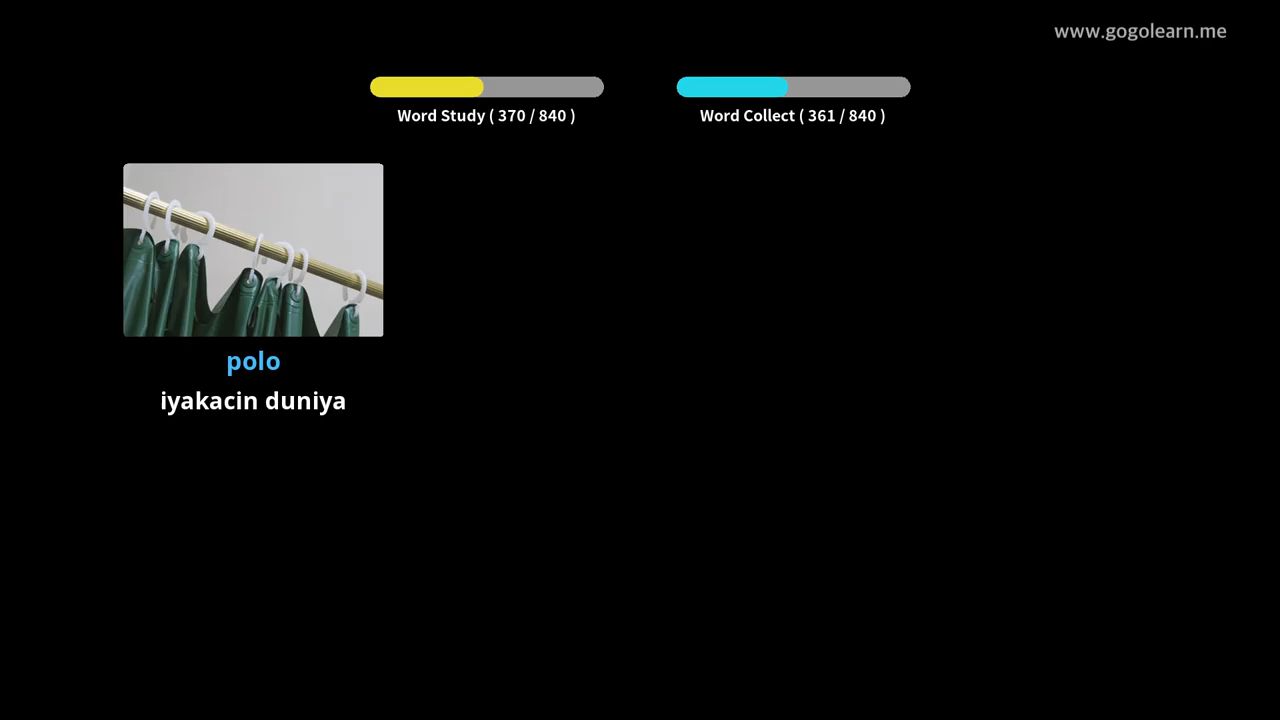 www.gogolearn.me
Word Study ( 370 / 840 )
Word Collect ( 361 / 840 )
polo
iyakacin duniya